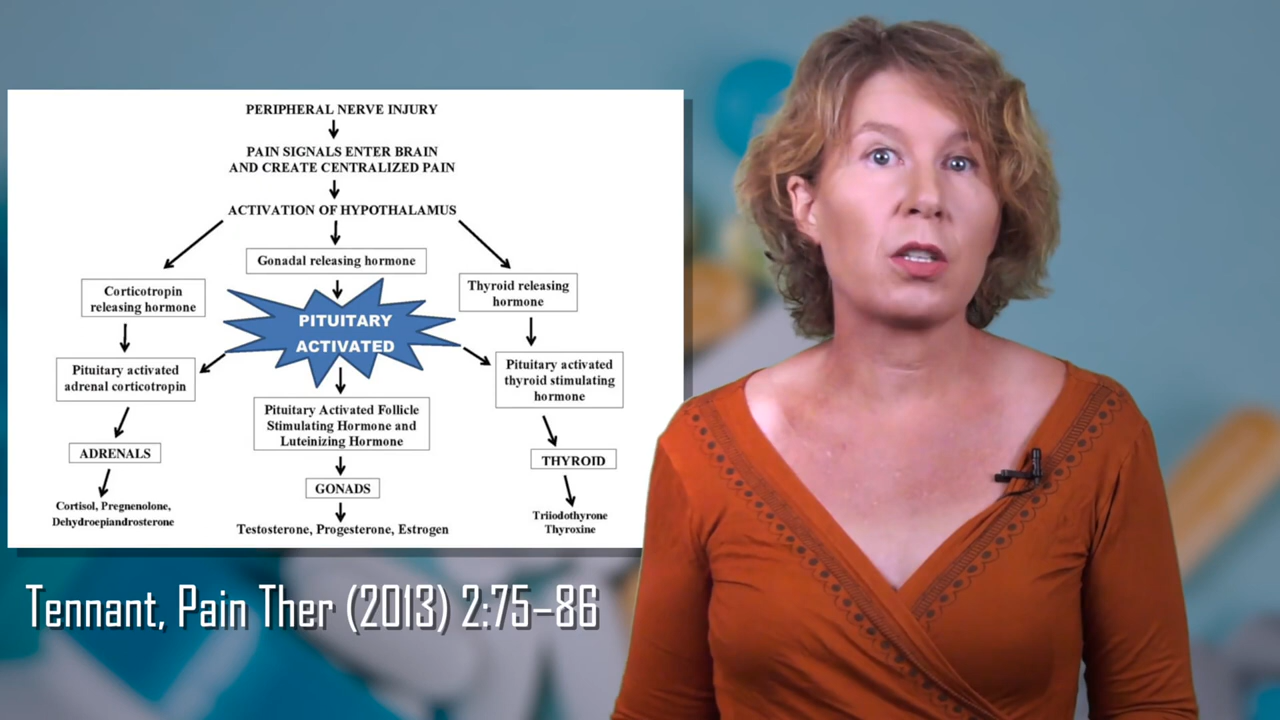 PERIPHERAL NERVE INJURY
PAIN SIGNALS ENTER BRAIN
AND CREATE CENTRALIZED PAIN
ACTIVATION OF HYPOTHALAMUS
Gonadal releasing hormone
Corticotropin
releasing hormone
Thyroid releasing
hormone
PITUITARY
ACTIVATED
Pituitary activated
adrenal corticotropin
Pituitary activated
thyroid stimulating
hormone
Pituitary Activated Follicle
Stimulating Hormone and
Luteinizing Hormone
ADRENALS
THYROID
GONADS
Cortisol, Pregnenolone,
Dehydroepiandrosterone
Testosterone, Progesterone, Estrogen
Triiodothyrone
Thyroxine
Tennant, Pain Ther (2013) 2:75–86